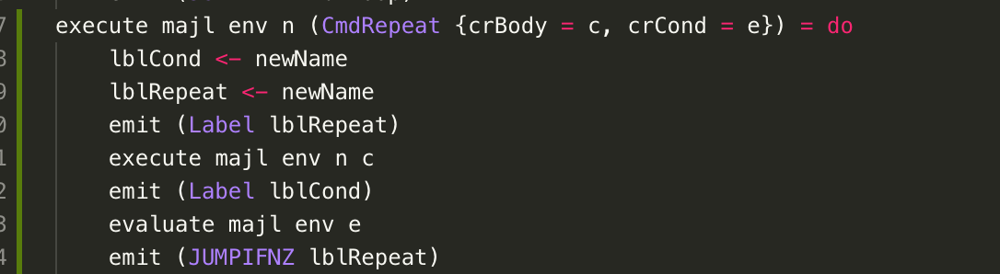 execute majl env n (CmdRepeat {crBody = c, crCond = e}) = do
lblCond <- newName
lblRepeat <- newName
emit (Label lblRepeat)
execute majl env n c
emit (Label lblCond)
evaluate majl env e
emit (JUMPIFNZ lblRepeat)